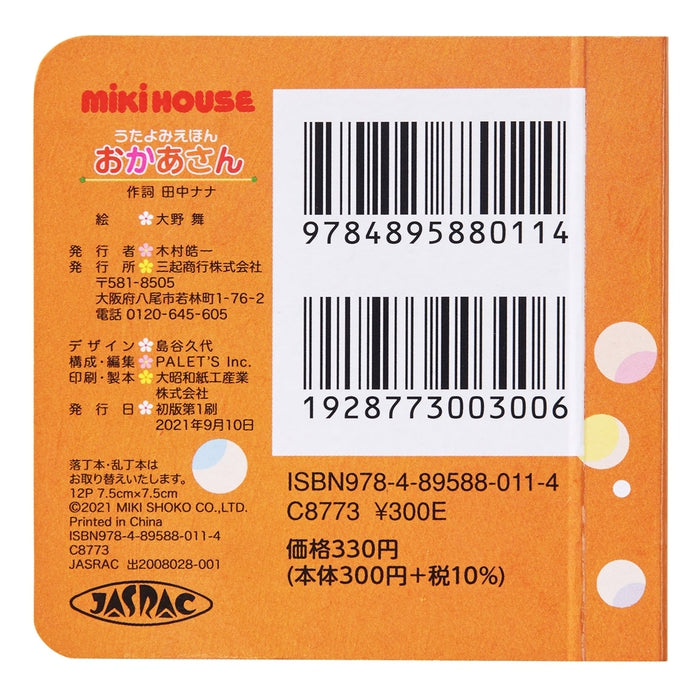 mikiHOUSE
うたよみえほん
おかあさん
作詞 田中ナナ
絵 大野 舞
発行者 木村皓一
発行所 三起商行株式会社
〒581-8505
大阪府八尾市若林町1-76-2
電話 0120-645-605
デザイン 島谷久代
構成・編集 PALET'S Inc.
印刷・製本 大昭和紙工産業
株式会社
発行日 初版第1刷
2021年9月10日
落丁本・乱丁本は
お取り替えいたします。
12P 7.5cm×7.5cm
©2021 MIKI SHOKO CO.,LTD.
Printed in China
ISBN978-4-89588-011-4
C8773
JASRAC 出2008028-001
JASRAC
9784895880114
1928773003006
ISBN978-4-89588-011-4
C8773 ¥300E
価格330円
(本体300円+税10%)